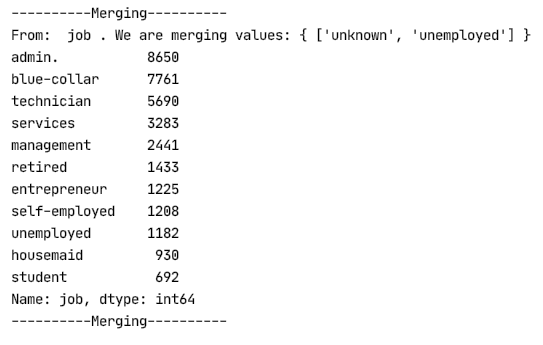 ----------Merging----------
From:  job . We are merging values: { ['unknown', 'unemployed'] }
admin.           8650
blue-collar      7761
technician       5690
services         3283
management       2441
retired          1433
entrepreneur     1225
self-employed    1208
unemployed       1182
housemaid         930
student           692
Name: job, dtype: int64
----------Merging----------